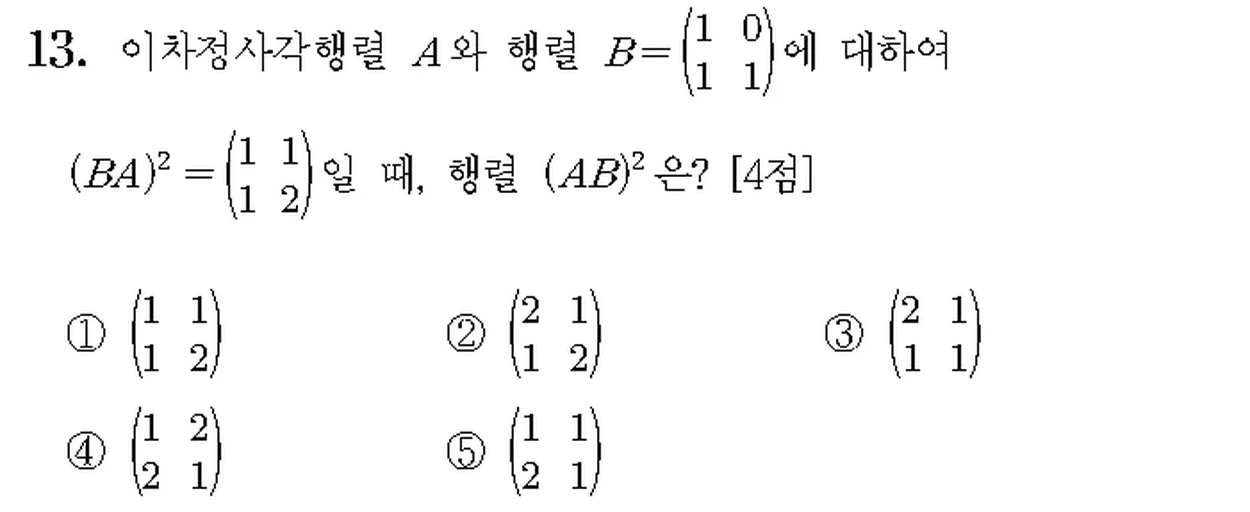 13. 이차정사각행렬 A와 행렬 B=(1 0 1 1)에 대하여
(BA)² = (1 1 1 2)일 때, 행렬 (AB)²은? [4점]
① (1 1 1 2) ② (2 1 1 2) ③ (2 1 1 1)
④ (1 2 2 1) ⑤ (1 1 2 1)